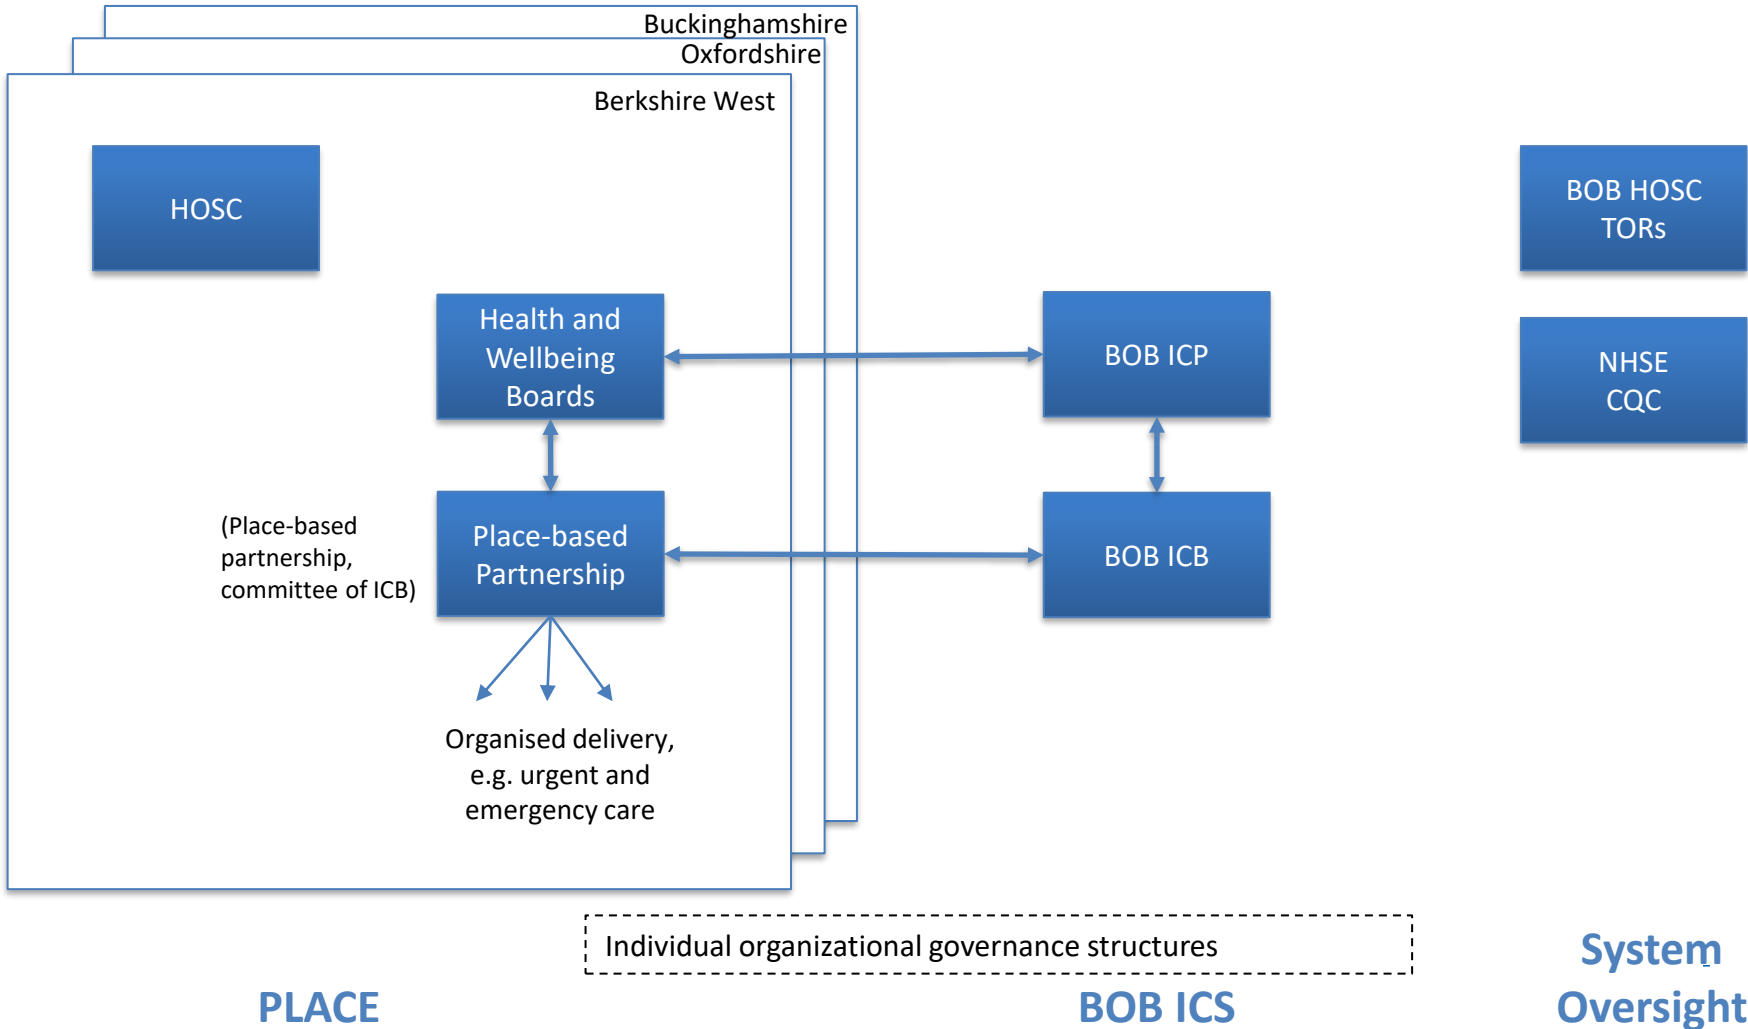 Buckinghamshire
Oxfordshire
Berkshire West
HOSC
BOB HOSC
TORs
Health and
Wellbeing
Boards
BOB ICP
NHSE
CQC
(Place-based
partnership,
committee of ICB)
Place-based
Partnership
BOB ICB
Organised delivery,
e.g. urgent and
emergency care
Individual organizational governance structures
PLACE
BOB ICS
System
Oversight